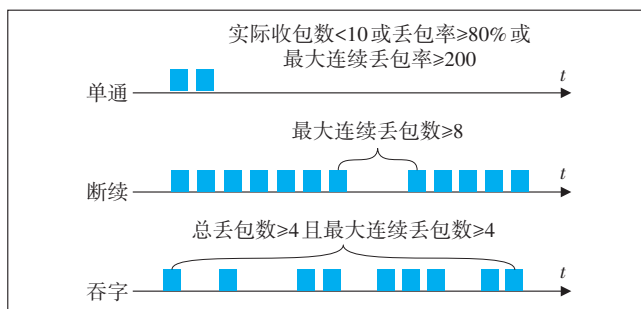 实际收包数<10或丢包率≥80%或
最大连续丢包率≥200
t
单通
最大连续丢包数≥8
t
断续
总丢包数≥4且最大连续丢包数≥4
t
吞字